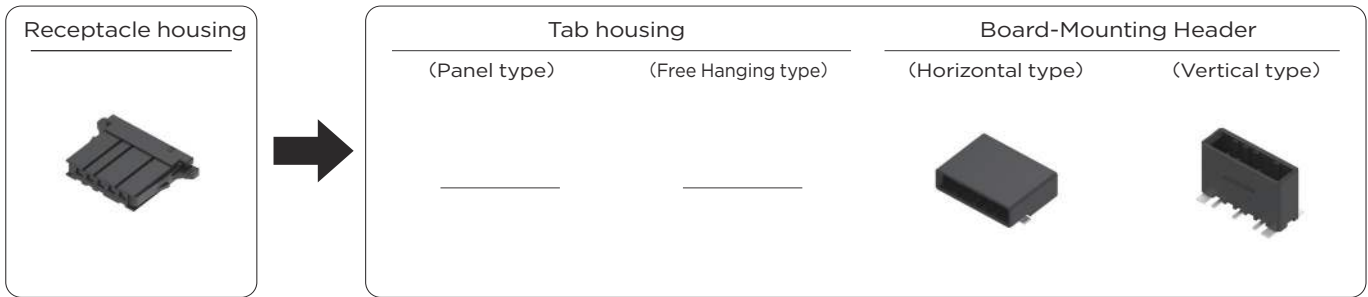 Receptacle housing
Tab housing
Board-Mounting Header
(Panel type)
(Free Hanging type)
(Horizontal type)
(Vertical type)